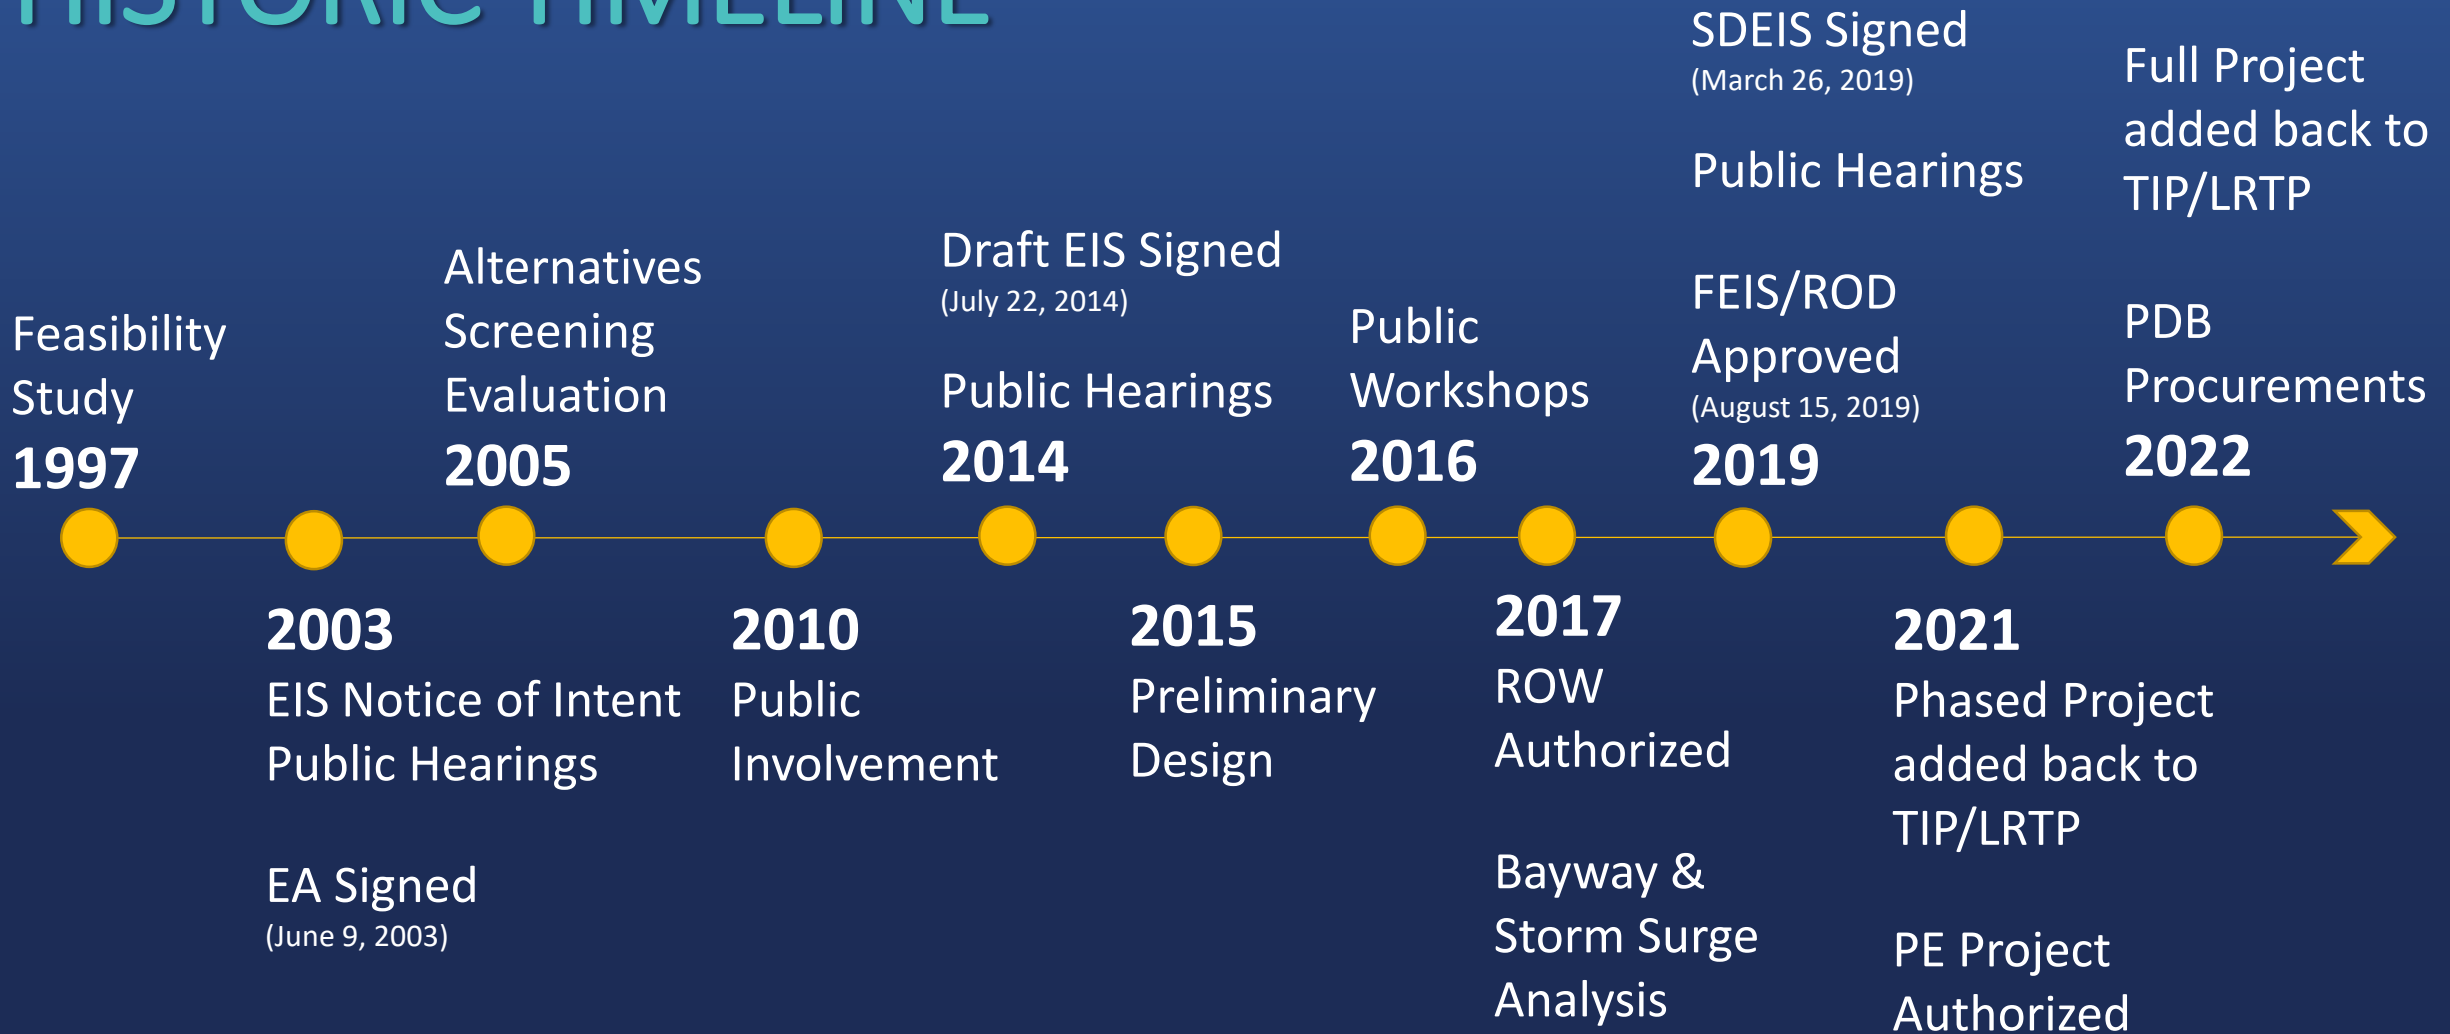 HISTORIC TIMELINE
Feasibility
Study
1997
2003
EIS Notice of Intent
Public Hearings
EA Signed
(June 9, 2003)
Alternatives
Screening
Evaluation
2005
2010
Public
Involvement
Draft EIS Signed
(July 22, 2014)
Public Hearings
2014
2015
Preliminary
Design
Public
Workshops
2016
2017
ROW
Authorized
Bayway &
Storm Surge
Analysis
SDEIS Signed
(March 26, 2019)
Public Hearings
FEIS/ROD
Approved
(August 15, 2019)
2019
2021
Phased Project
added back to
TIP/LRTP
PE Project
Authorized
Full Project
added back to
TIP/LRTP
PDB
Procurements
2022